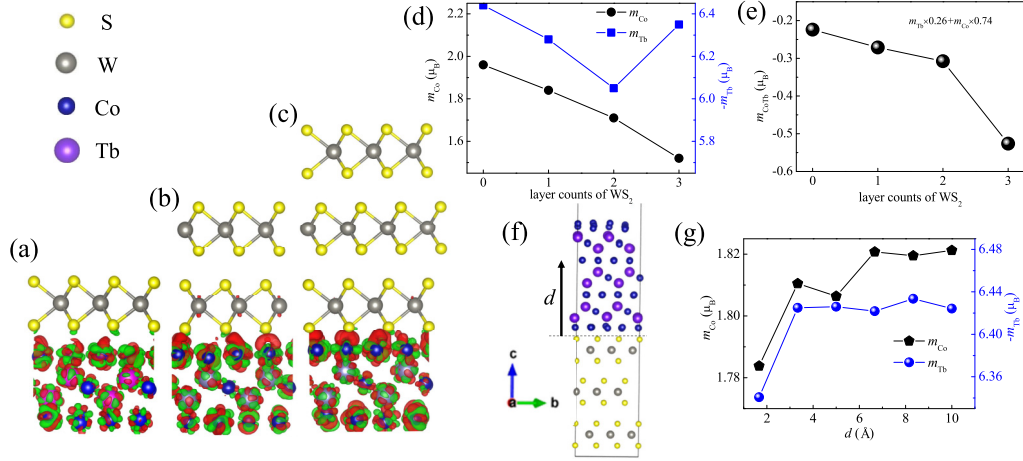 S
W
Co
Tb
(a)
(b)
(c)
(d)
2.2
2.0
1.8
1.6
m_Co (μ_B)
m_Co
m_Tb
6.4
6.2
6.0
5.8
-m_Tb (μ_B)
0 1 2 3
layer counts of WS₂
(e)
m_Tb×0.26+m_Co×0.74
-0.2
-0.3
-0.4
-0.5
-0.6
m_CoTb (μ_B)
0 1 2 3
layer counts of WS₂
(f)
d
c
a
b
(g)
1.82
1.80
1.78
m_Co (μ_B)
m_Co
m_Tb
6.48
6.44
6.40
6.36
-m_Tb (μ_B)
2 4 6 8 10
d (Å)